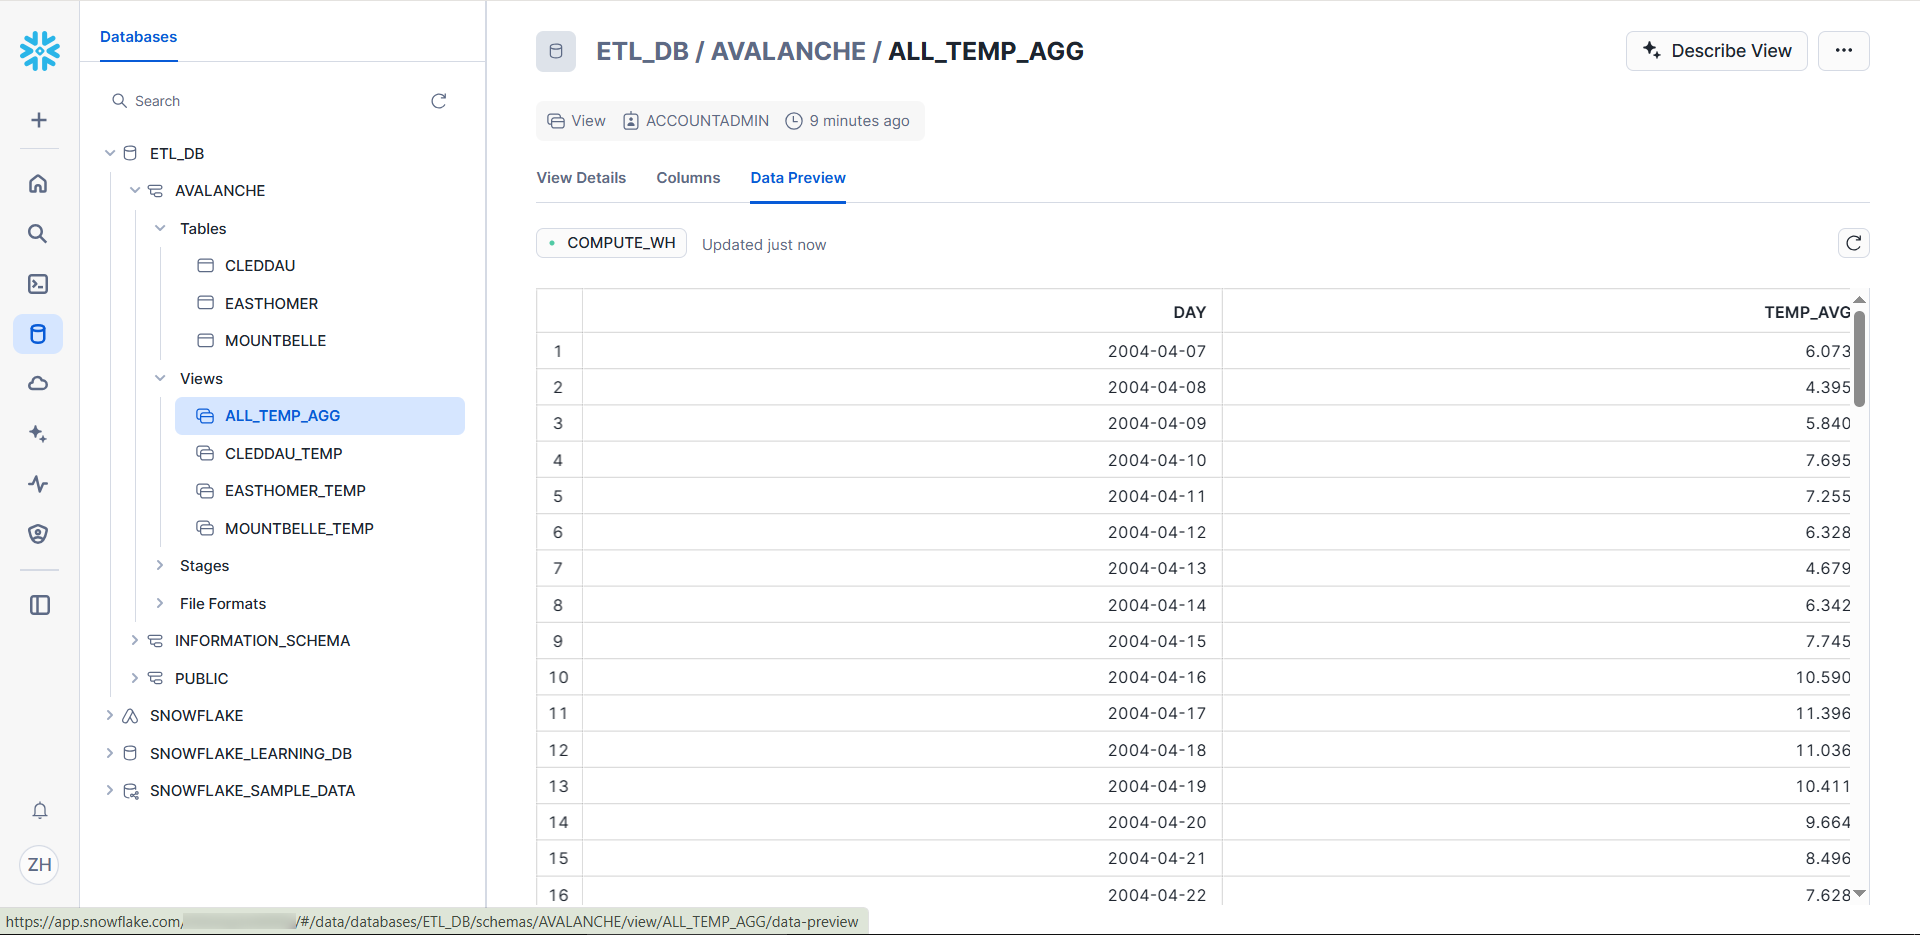 Databases
Search
ETL_DB
AVALANCHE
Tables
CLEDDAU
EASTHOMER
MOUNTBELLE
Views
ALL_TEMP_AGG
CLEDDAU_TEMP
EASTHOMER_TEMP
MOUNTBELLE_TEMP
Stages
File Formats
INFORMATION_SCHEMA
PUBLIC
SNOWFLAKE
SNOWFLAKE_LEARNING_DB
SNOWFLAKE_SAMPLE_DATA
ZH
ETL_DB / AVALANCHE / ALL_TEMP_AGG
Describe View
View ACCOUNTADMIN 9 minutes ago
View Details Columns Data Preview
COMPUTE_WH Updated just now
DAY TEMP_AVG
1 2004-04-07 6.073
2 2004-04-08 4.395
3 2004-04-09 5.840
4 2004-04-10 7.695
5 2004-04-11 7.255
6 2004-04-12 6.328
7 2004-04-13 4.679
8 2004-04-14 6.342
9 2004-04-15 7.745
10 2004-04-16 10.590
11 2004-04-17 11.396
12 2004-04-18 11.036
13 2004-04-19 10.411
14 2004-04-20 9.664
15 2004-04-21 8.496
16 2004-04-22 7.628
https://app.snowflake.com/ /#/data/databases/ETL_DB/schemas/AVALANCHE/view/ALL_TEMP_AGG/data-preview